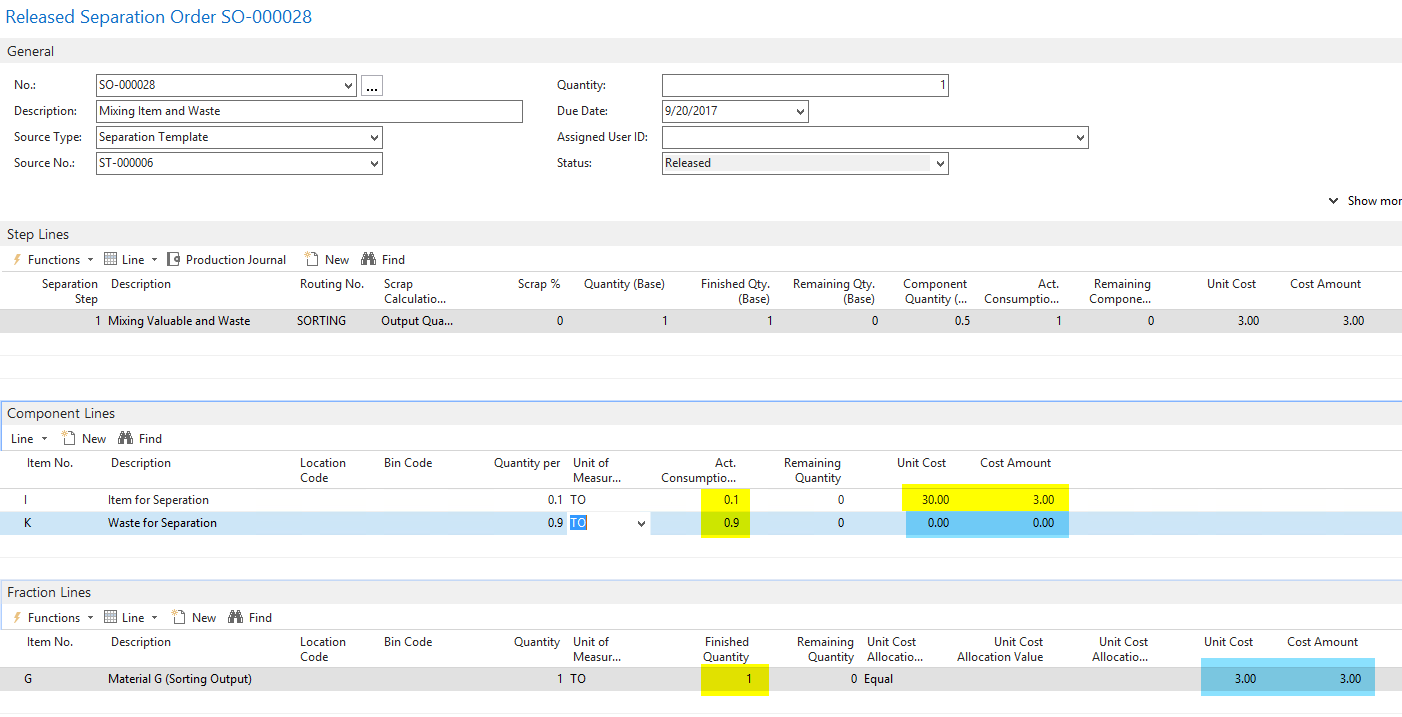 Released Separation Order SO-000028
General
No.: SO-000028 ... Quantity: 1
Description: Mixing Item and Waste Due Date: 9/20/2017
Source Type: Separation Template Assigned User ID:
Source No.: ST-000006 Status: Released
Show mor
Step Lines
Functions Line Production Journal New Find
Separation Description Routing No. Scrap Scrap % Quantity (Base) Finished Qty. Remaining Qty. Component Act. Remaining Unit Cost Cost Amount
Step Calculatio... (Base) (Base) Quantity (... Consumptio... Compone...
1 Mixing Valuable and Waste SORTING Output Qua... 0 1 1 0 0.5 1 0 3.00 3.00
Component Lines
Line New Find
Item No. Description Location Bin Code Quantity per Unit of Act. Remaining Unit Cost Cost Amount
Code Measur... Consumptio... Quantity
I Item for Seperation 0.1 TO 0.1 0 30.00 3.00
K Waste for Separation 0.9 TO 0.9 0 0.00 0.00
Fraction Lines
Functions Line New Find
Item No. Description Location Bin Code Quantity Unit of Finished Remaining Unit Cost Unit Cost Unit Cost Unit Cost Cost Amount
Code Measur... Quantity Quantity Allocatio... Allocation Value Allocatio...
G Material G (Sorting Output) 1 TO 1 0 Equal 3.00 3.00